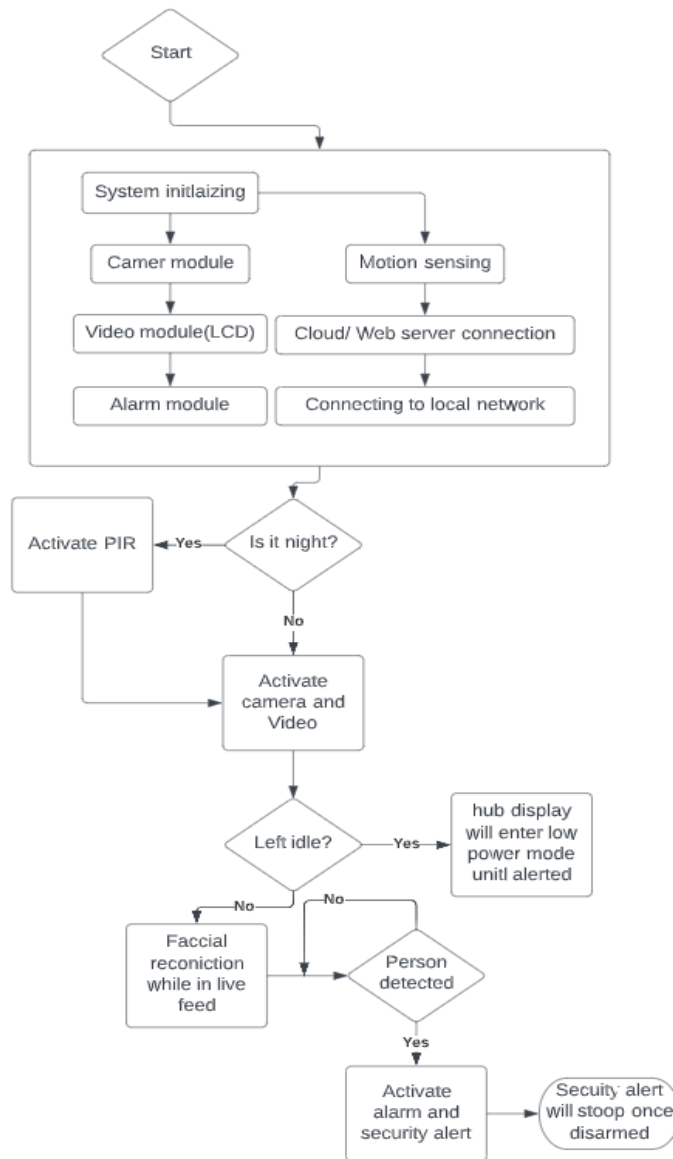 Start
System initlaizing
Camer module
Motion sensing
Video module(LCD)
Cloud/ Web server connection
Alarm module
Connecting to local network
Is it night?
Yes
Activate PIR
No
Activate
camera and
Video
Left idle?
Yes
hub display
will enter low
power mode
unitl alerted
No
No
Faccial
reconiction
while in live
feed
Person
detected
Yes
Activate
alarm and
security alert
Secuity alert
will stoop once
disarmed